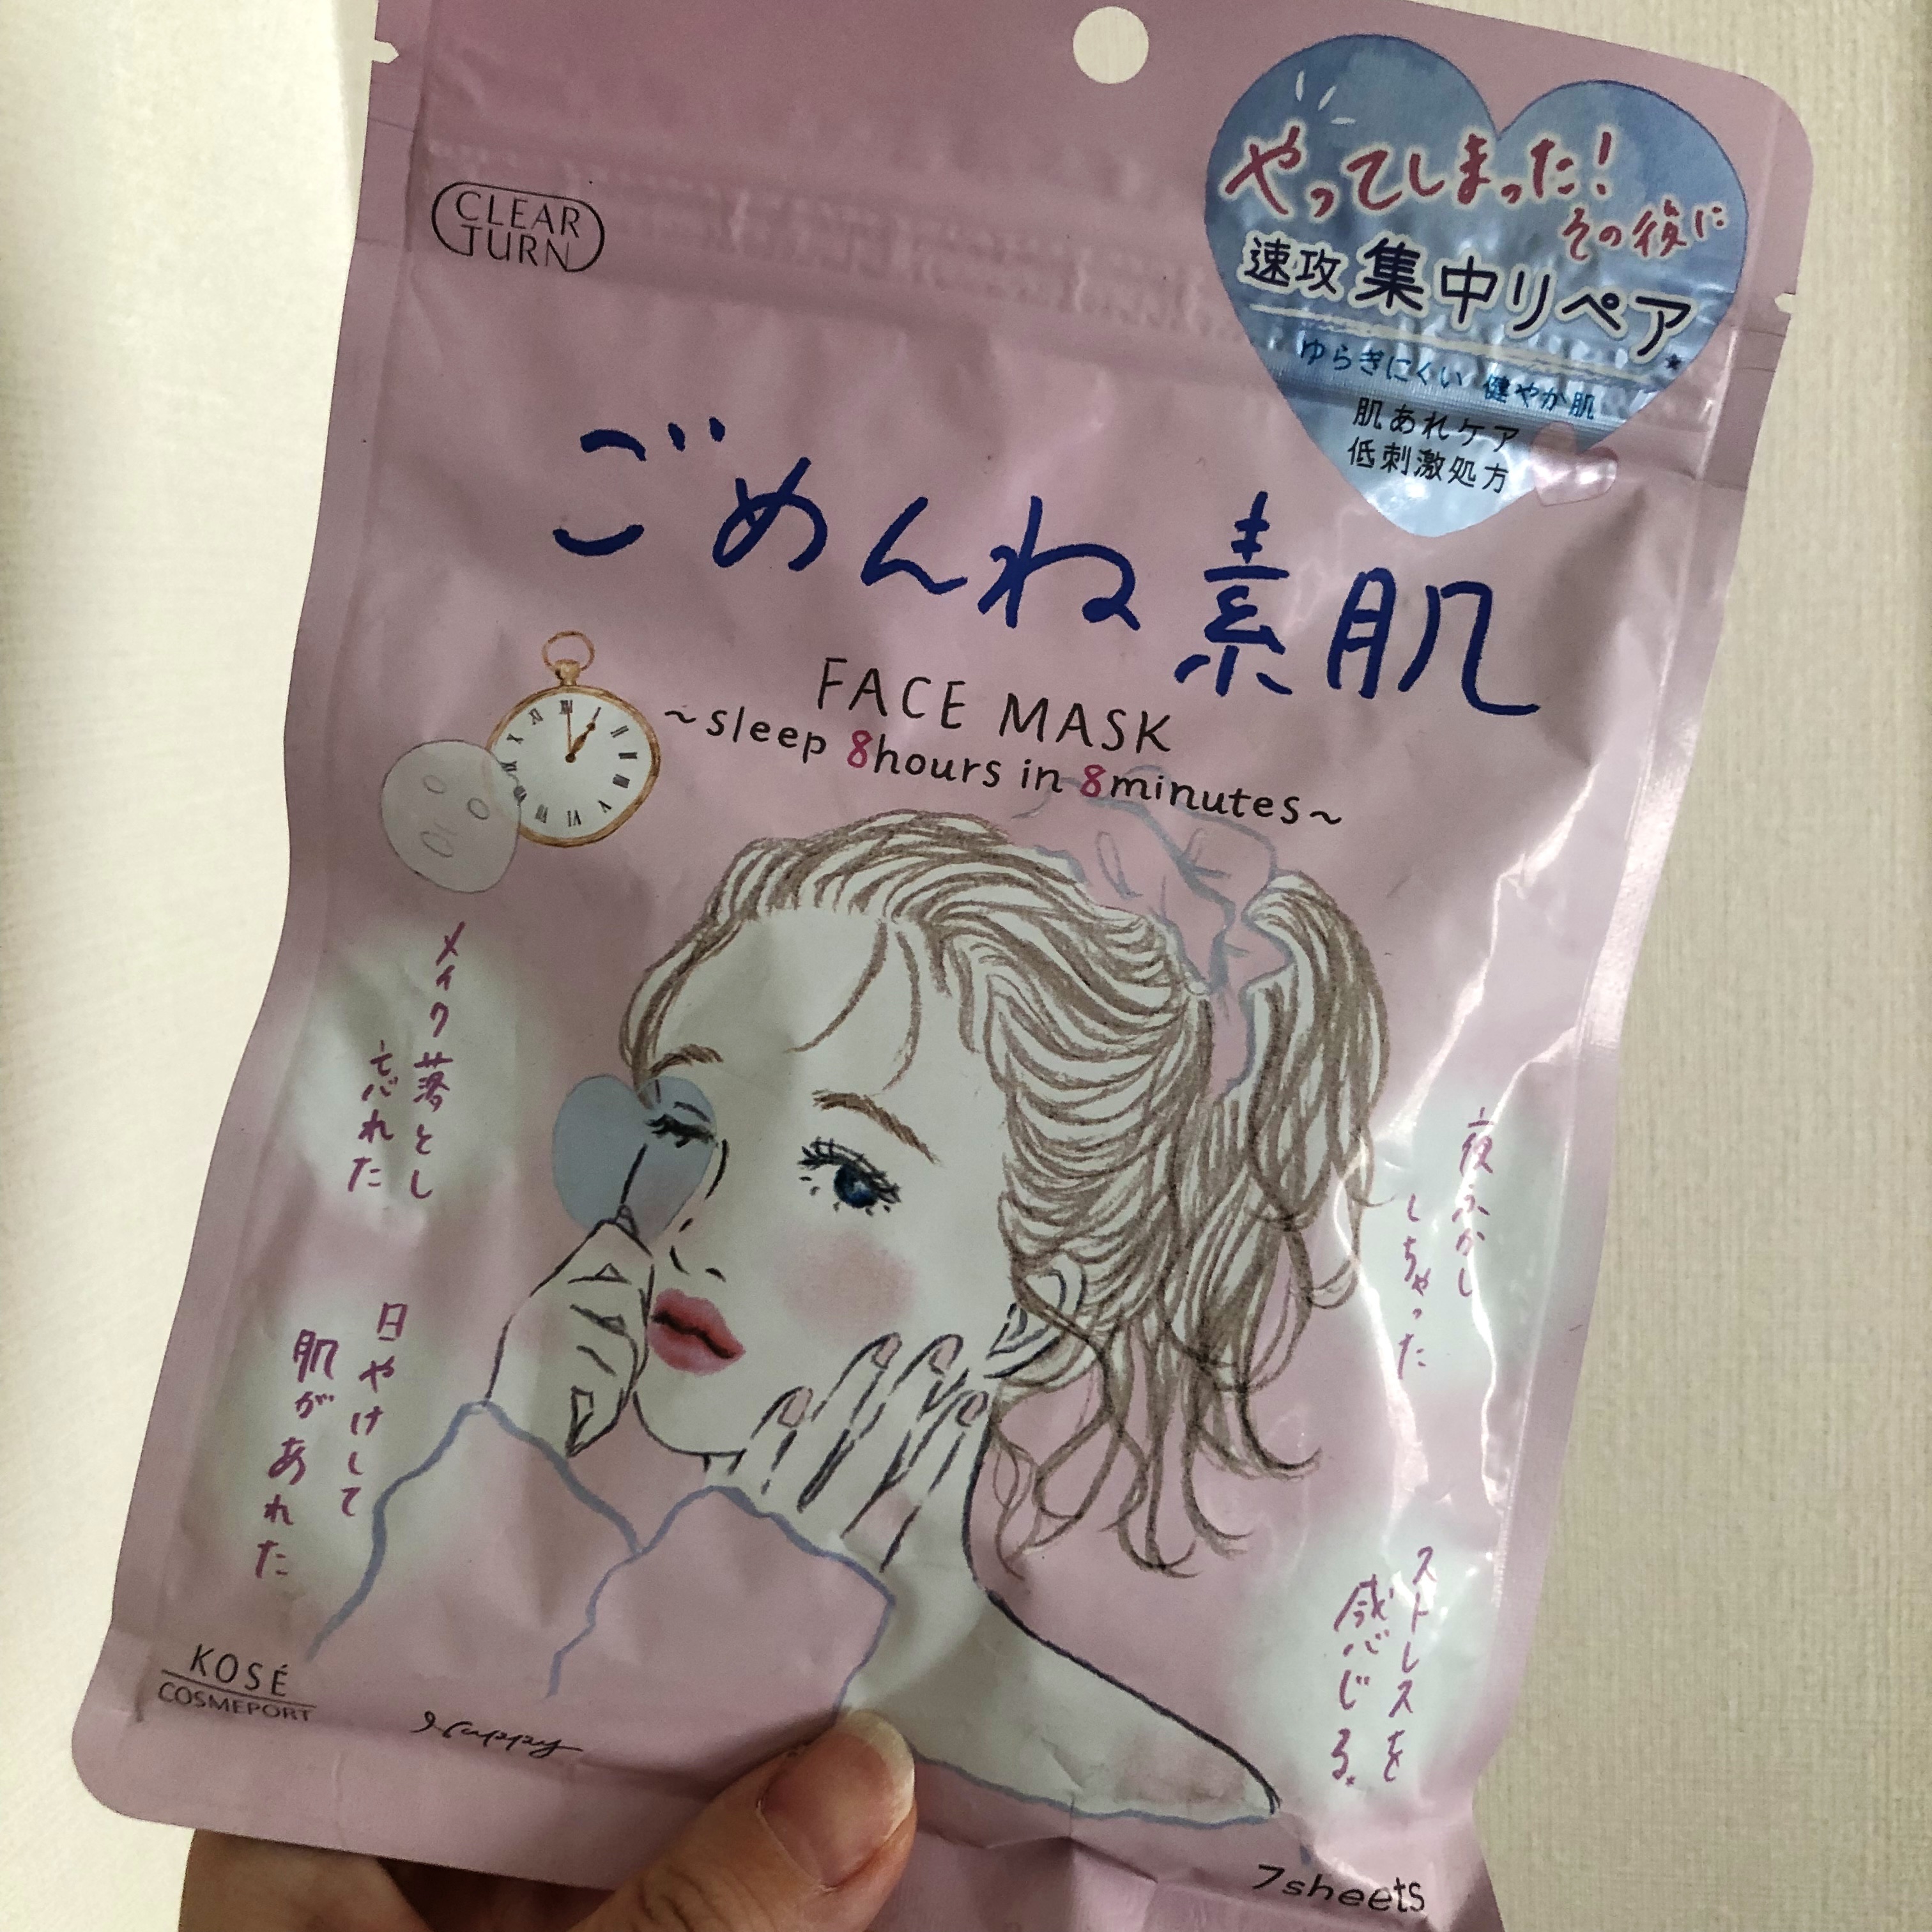 CLEAR
TURN
やってしまった!
その後に
速攻 集中リペア*
ゆらぎにくい 健やか肌
肌あれケア
低刺激処方
ごめんね素肌
FACE MASK
~sleep 8hours in 8minutes~
メイク落とし
忘れた
夜ふかし
しちゃった
日やけして
肌があれた
ストレスを
感じる*
KOSÉ
COSMEPORT
Happy
7sheets